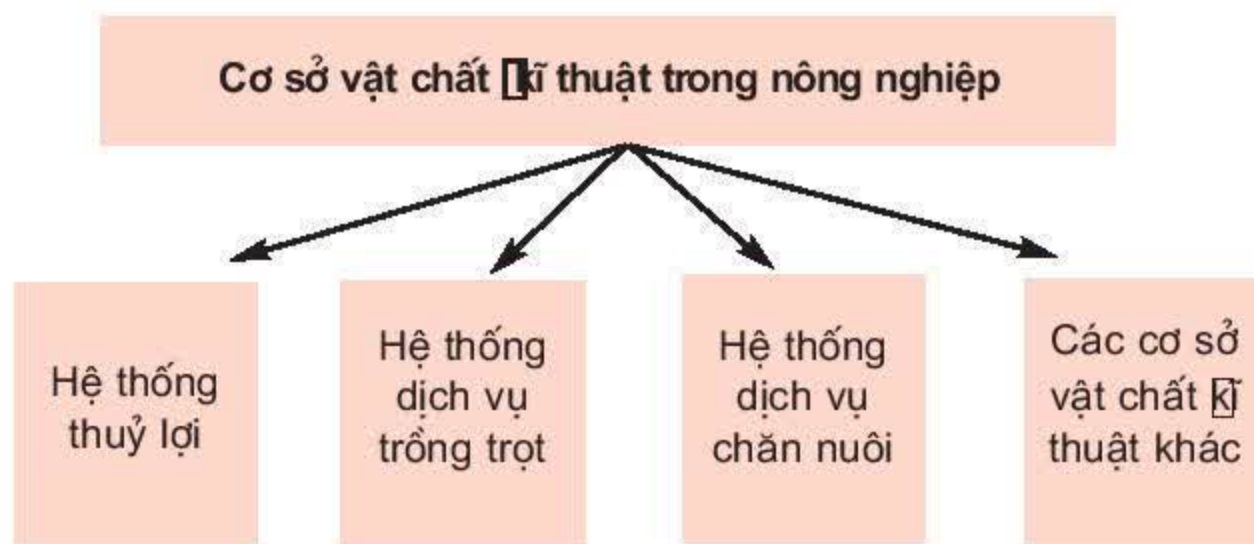 Cơ sở vật chất kĩ thuật trong nông nghiệp
Hệ thống
thuỷ lợi
Hệ thống
dịch vụ
trồng trọt
Hệ thống
dịch vụ
chăn nuôi
Các cơ sở
vật chất kĩ
thuật khác